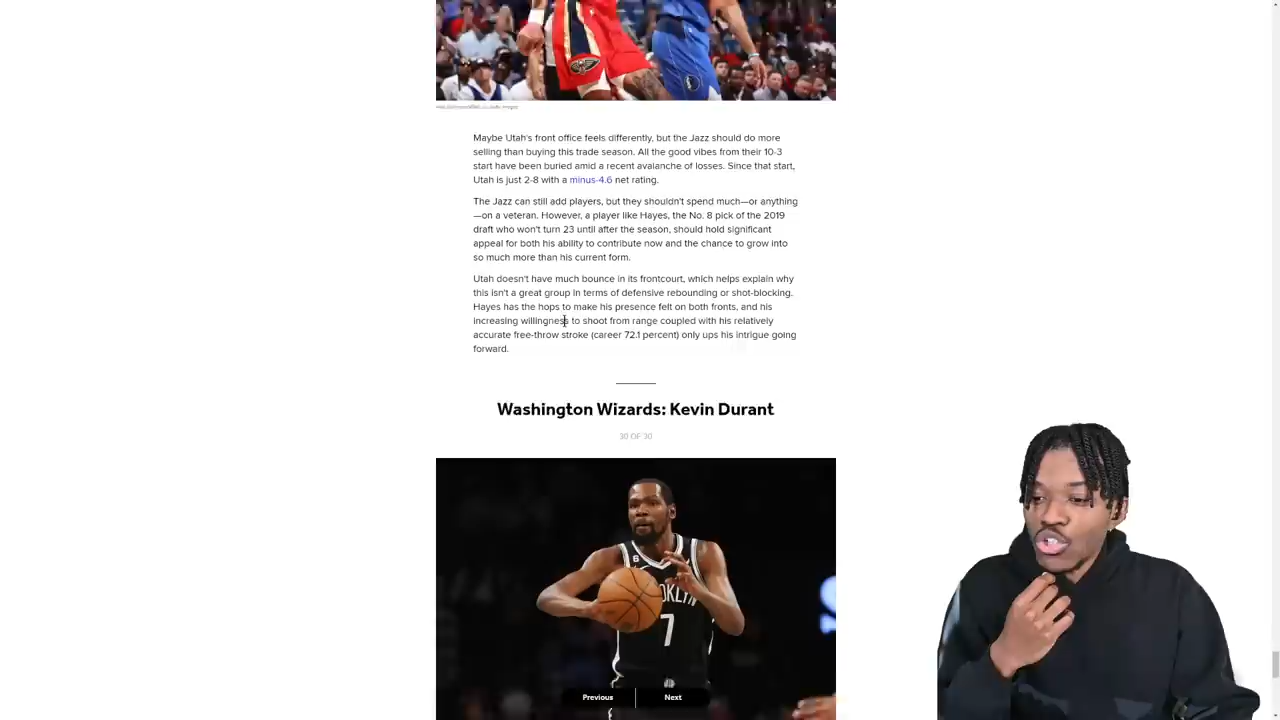 Maybe Utah's front office feels differently, but the Jazz should do more
selling than buying this trade season. All the good vibes from their 10-3
start have been buried amid a recent avalanche of losses. Since that start,
Utah is just 2-8 with a minus-4.6 net rating.
The Jazz can still add players, but they shouldn't spend much—or anything
—on a veteran. However, a player like Hayes, the No. 8 pick of the 2019
draft who won't turn 23 until after the season, should hold significant
appeal for both his ability to contribute now and the chance to grow into
so much more than his current form.
Utah doesn't have much bounce in its frontcourt, which helps explain why
this isn't a great group in terms of defensive rebounding or shot-blocking.
Hayes has the hops to make his presence felt on both fronts, and his
increasing willingness to shoot from range coupled with his relatively
accurate free-throw stroke (career 72.1 percent) only ups his intrigue going
forward.
Washington Wizards: Kevin Durant
30 OF 30
6
7
Previous
Next